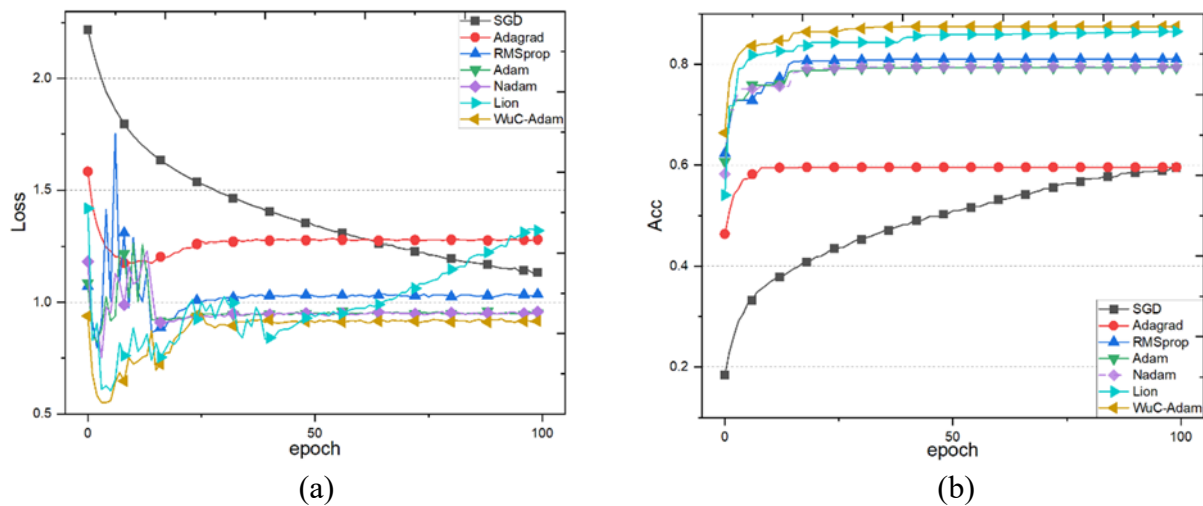 SGD
Adagrad
RMSprop
Adam
Nadam
Lion
WuC-Adam
2.0
1.5
1.0
0.5
Loss
0
50
100
epoch
(a)
0.8
0.6
0.4
0.2
Acc
SGD
Adagrad
RMSprop
Adam
Nadam
Lion
WuC-Adam
0
50
100
epoch
(b)